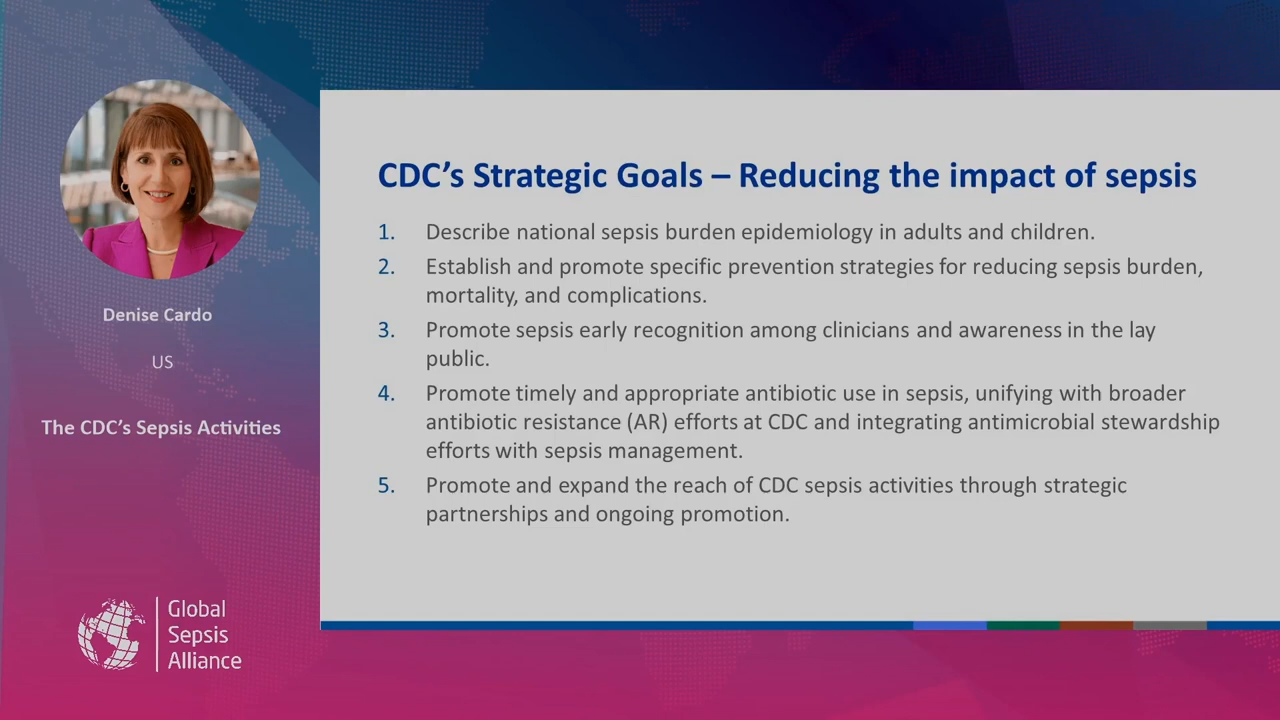 Denise Cardo
US
The CDC's Sepsis Activities
Global
Sepsis
Alliance
CDC's Strategic Goals – Reducing the impact of sepsis
1. Describe national sepsis burden epidemiology in adults and children.
2. Establish and promote specific prevention strategies for reducing sepsis burden,
mortality, and complications.
3. Promote sepsis early recognition among clinicians and awareness in the lay
public.
4. Promote timely and appropriate antibiotic use in sepsis, unifying with broader
antibiotic resistance (AR) efforts at CDC and integrating antimicrobial stewardship
efforts with sepsis management.
5. Promote and expand the reach of CDC sepsis activities through strategic
partnerships and ongoing promotion.